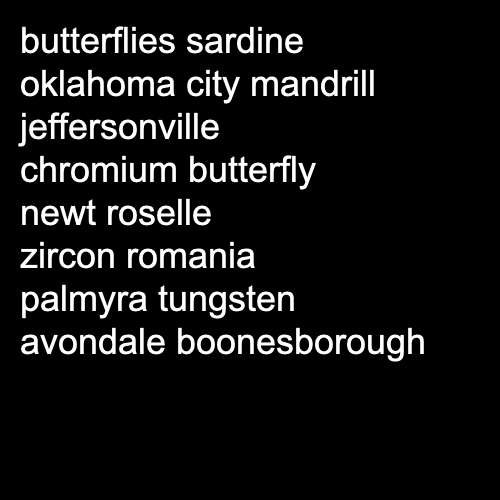 butterflies sardine
oklahoma city mandrill
jeffersonville
chromium butterfly
newt roselle
zircon romania
palmyra tungsten
avondale boonesborough